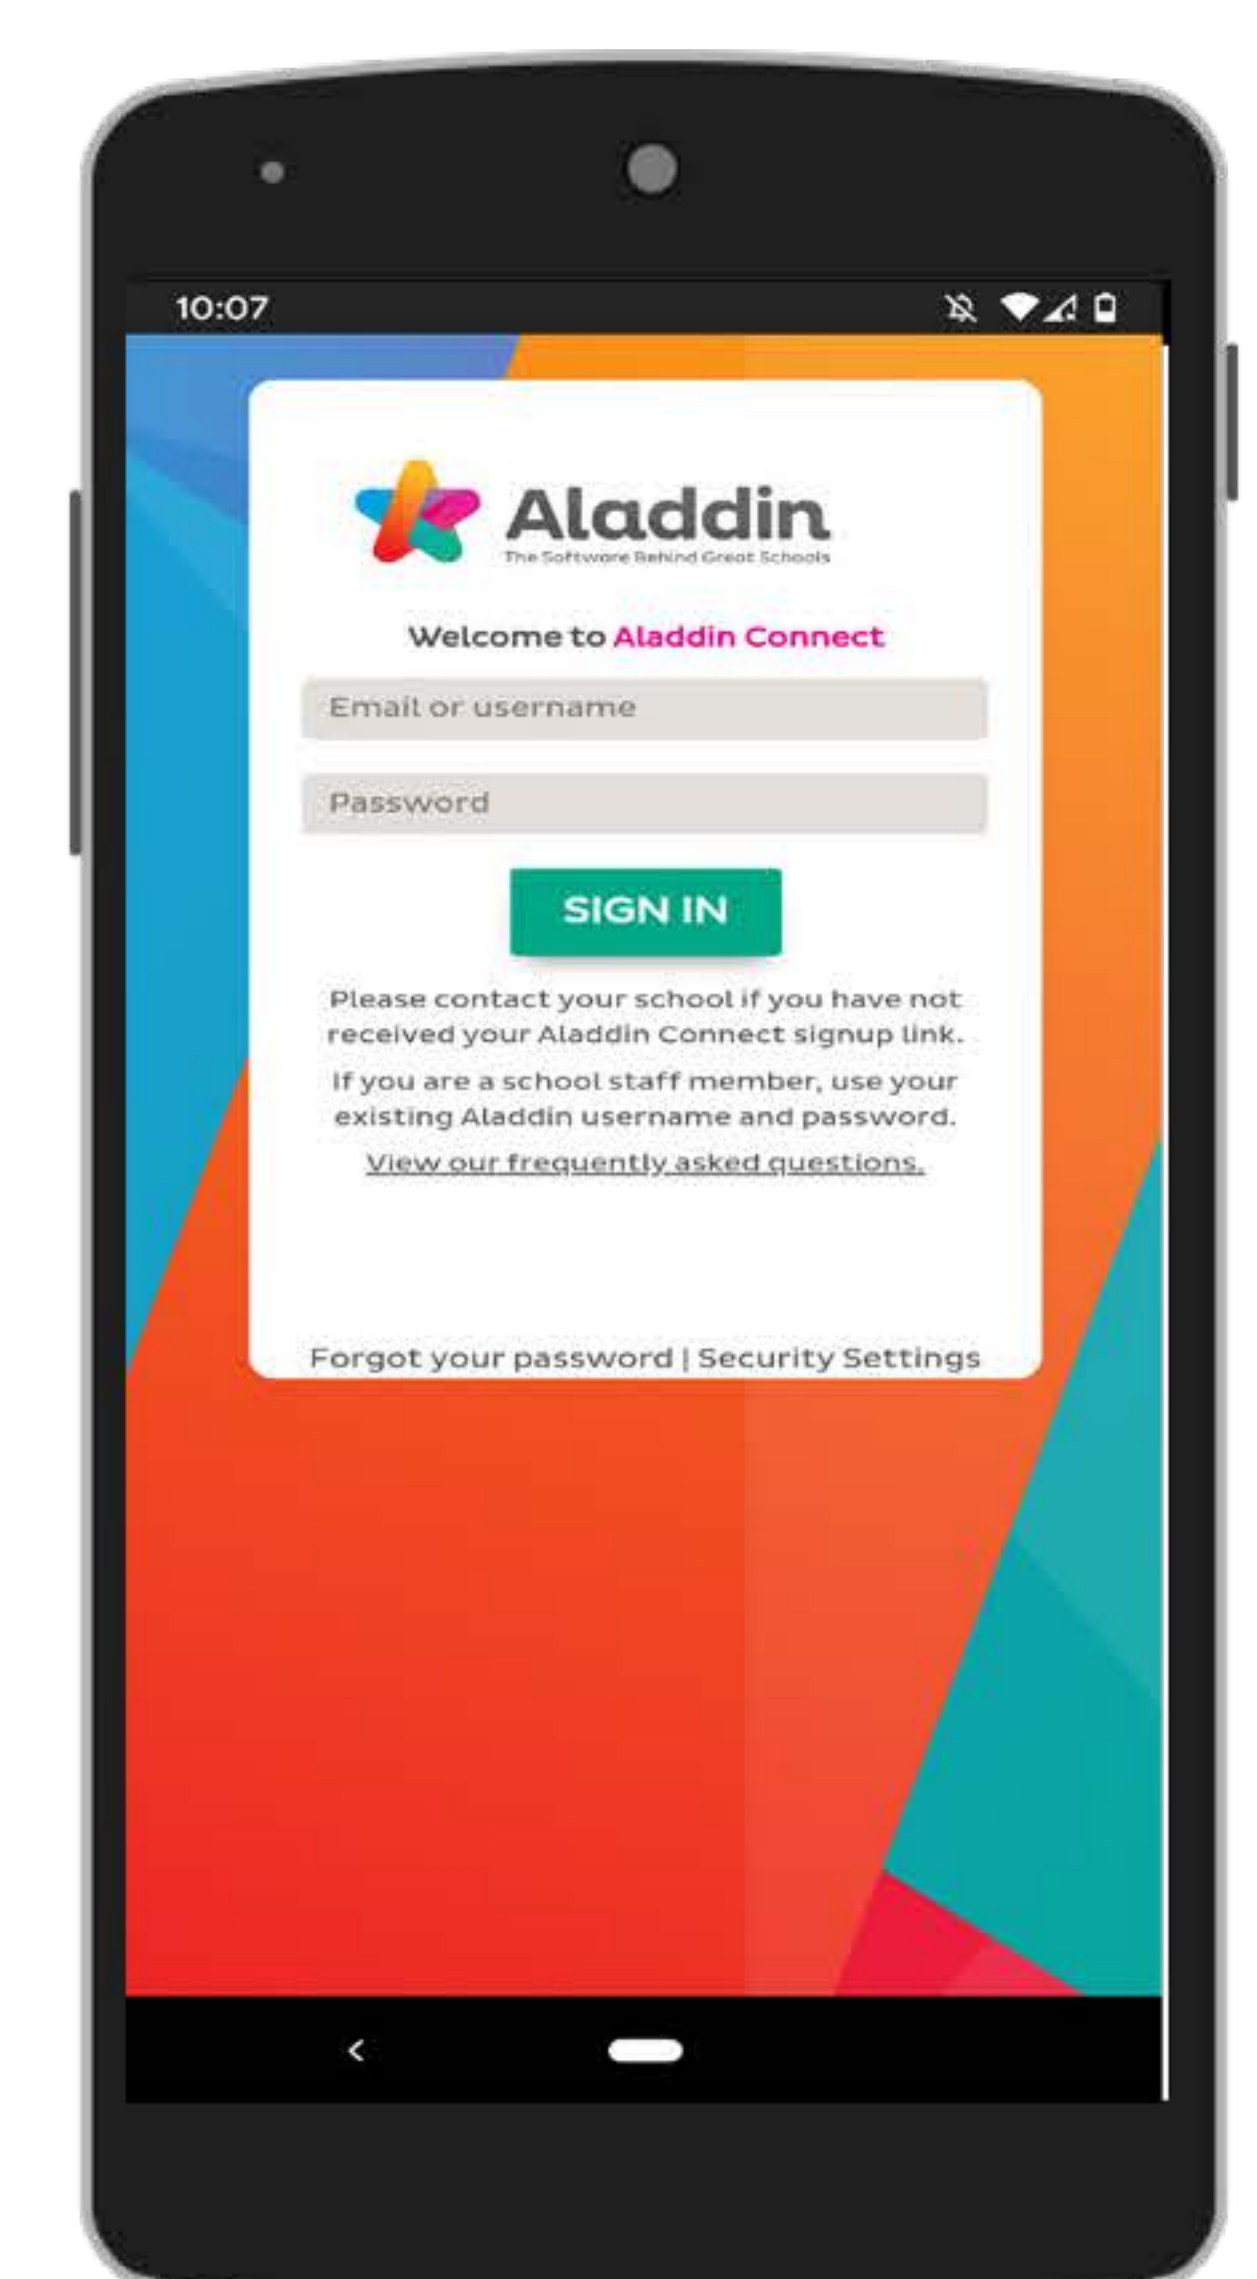 10:07
Aladdin
The Software Behind Great Schools
Welcome to Aladdin Connect
Email or username
Password
SIGN IN
Please contact your school if you have not
received your Aladdin Connect signup link.
If you are a school staff member, use your
existing Aladdin username and password.
View our frequently asked questions.
Forgot your password | Security Settings